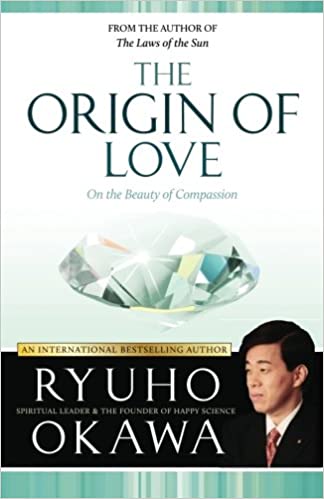 FROM THE AUTHOR OF
The Laws of the Sun
THE
ORIGIN OF
LOVE
On the Beauty of Compassion
AN INTERNATIONAL BESTSELLING AUTHOR
RYUHO
SPIRITUAL LEADER & THE FOUNDER OF HAPPY SCIENCE
OKAWA